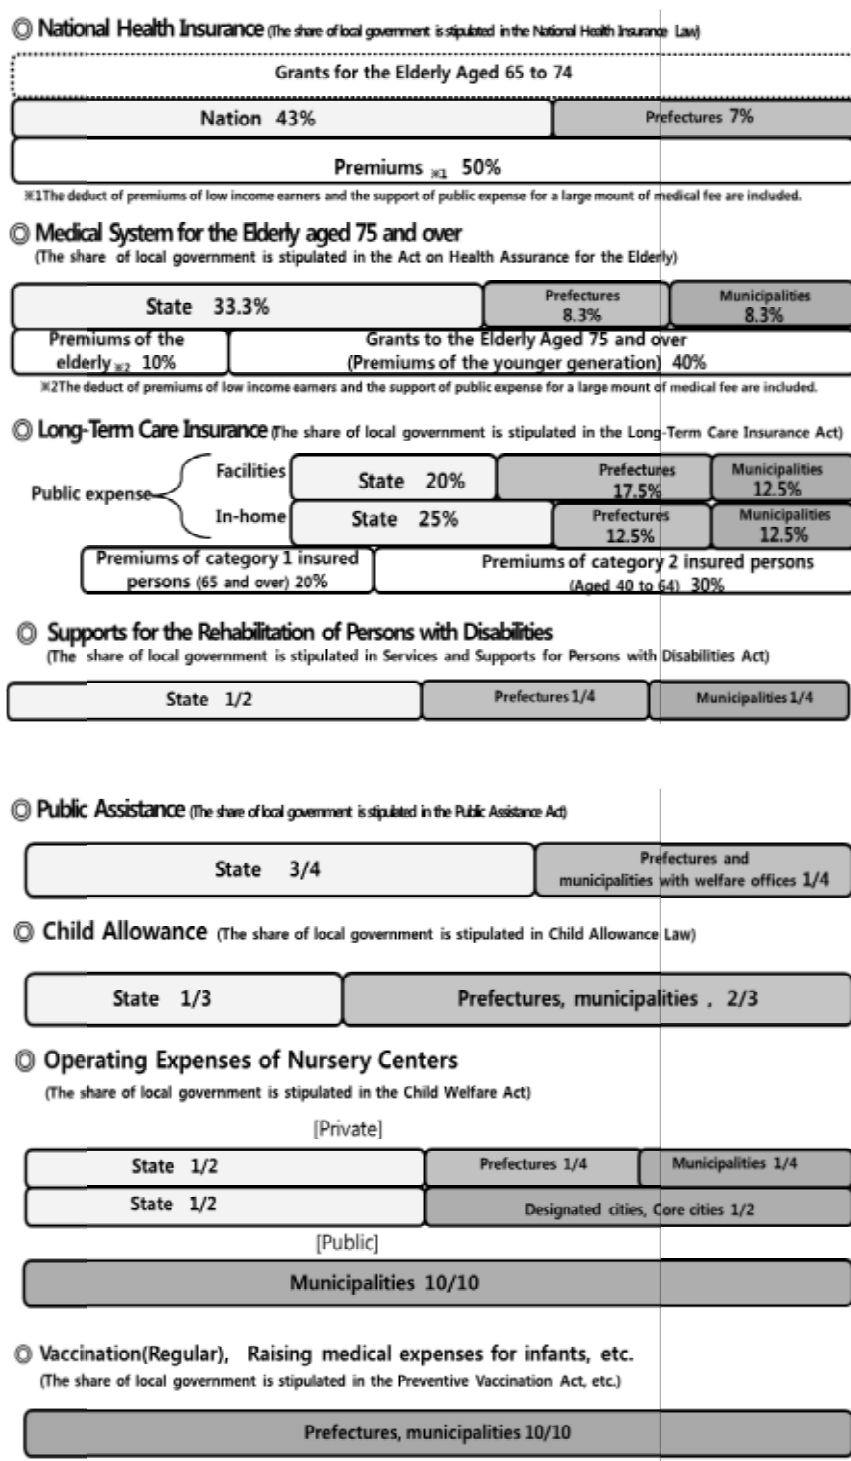 ◎ National Health Insurance (The share of local government is stipulated in the National Health Insurance Law)
Grants for the Elderly Aged 65 to 74
Nation 43%
Prefectures 7%
Premiums ※1 50%
※1The deduct of premiums of low income earners and the support of public expense for a large mount of medical fee are included.
◎ Medical System for the Elderly aged 75 and over
(The share of local government is stipulated in the Act on Health Assurance for the Elderly)
State 33.3%
Prefectures
8.3%
Municipalities
8.3%
Premiums of the
elderly ※2 10%
Grants to the Elderly Aged 75 and over
(Premiums of the younger generation) 40%
※2The deduct of premiums of low income earners and the support of public expense for a large mount of medical fee are included.
◎ Long-Term Care Insurance (The share of local government is stipulated in the Long-Term Care Insurance Act)
Public expense
Facilities
State 20%
Prefectures
17.5%
Municipalities
12.5%
In-home
State 25%
Prefectures
12.5%
Municipalities
12.5%
Premiums of category 1 insured
persons (65 and over) 20%
Premiums of category 2 insured persons
(Aged 40 to 64) 30%
◎ Supports for the Rehabilitation of Persons with Disabilities
(The share of local government is stipulated in Services and Supports for Persons with Disabilities Act)
State 1/2
Prefectures 1/4
Municipalities 1/4
◎ Public Assistance (The share of local government is stipulated in the Public Assistance Act)
State 3/4
Prefectures and
municipalities with welfare offices 1/4
◎ Child Allowance (The share of local government is stipulated in Child Allowance Law)
State 1/3
Prefectures, municipalities , 2/3
◎ Operating Expenses of Nursery Centers
(The share of local government is stipulated in the Child Welfare Act)
[Private]
State 1/2
Prefectures 1/4
Municipalities 1/4
State 1/2
Designated cities, Core cities 1/2
[Public]
Municipalities 10/10
◎ Vaccination(Regular), Raising medical expenses for infants, etc.
(The share of local government is stipulated in the Preventive Vaccination Act, etc.)
Prefectures, municipalities 10/10